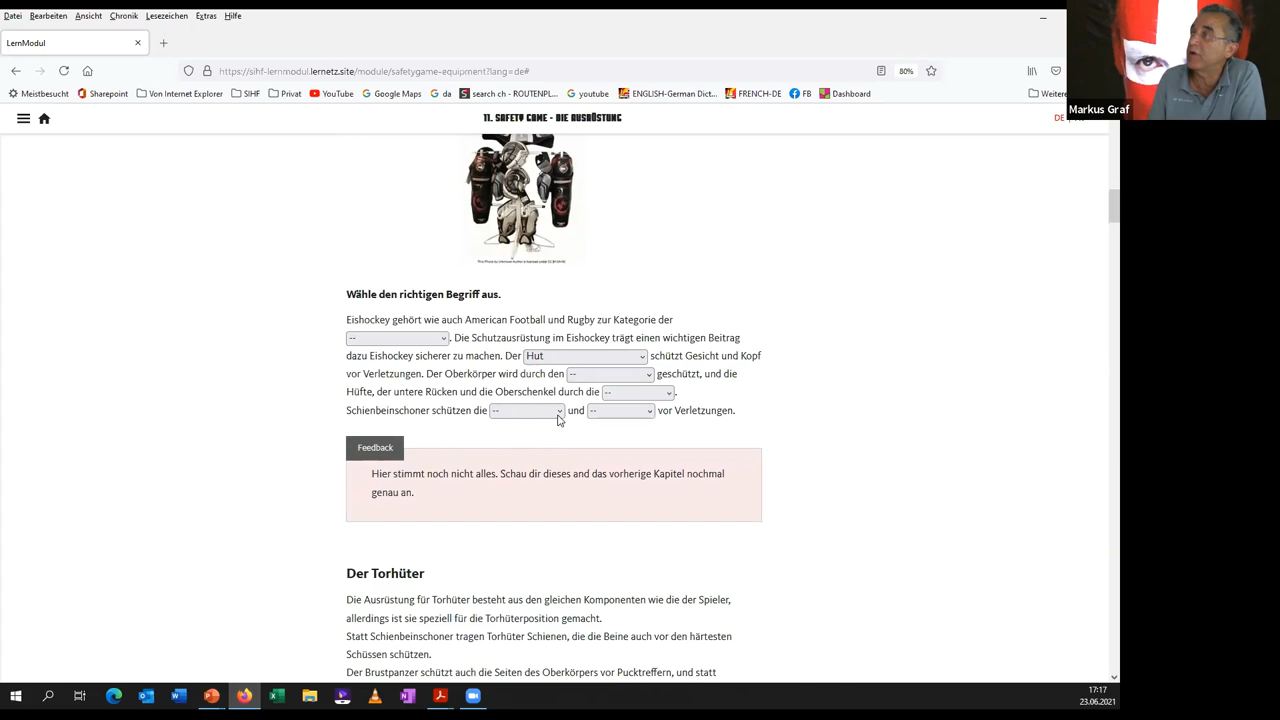 Datei Bearbeiten Ansicht Chronik Lesezeichen Extras Hilfe
LernModul
https://sihf-lernmodul.lernetz.site/module/safetygame-equipment?lang=de#
80%
Meistbesucht Sharepoint Von Internet Explorer SIHF Privat YouTube Google Maps da search ch - ROUTENPL... youtube ENGLISH-German Dict... FRENCH-DE FB Dashboard Weitere
Markus Graf
11. SAFETY GAME - DIE AUSRÜSTUNG
DE
Wähle den richtigen Begriff aus.
Eishockey gehört wie auch American Football und Rugby zur Kategorie der
-- . Die Schutzausrüstung im Eishockey trägt einen wichtigen Beitrag
dazu Eishockey sicherer zu machen. Der Hut schützt Gesicht und Kopf
vor Verletzungen. Der Oberkörper wird durch den -- geschützt, und die
Hüfte, der untere Rücken und die Oberschenkel durch die -- .
Schienbeinschoner schützen die -- und -- vor Verletzungen.
Feedback
Hier stimmt noch nicht alles. Schau dir dieses and das vorherige Kapitel nochmal
genau an.
Der Torhüter
Die Ausrüstung für Torhüter besteht aus den gleichen Komponenten wie die der Spieler,
allerdings ist sie speziell für die Torhüterposition gemacht.
Statt Schienbeinschoner tragen Torhüter Schienen, die die Beine auch vor den härtesten
Schüssen schützen.
Der Brustpanzer schützt auch die Seiten des Oberkörpers vor Pucktreffern, und statt
17:17
23.06.2021